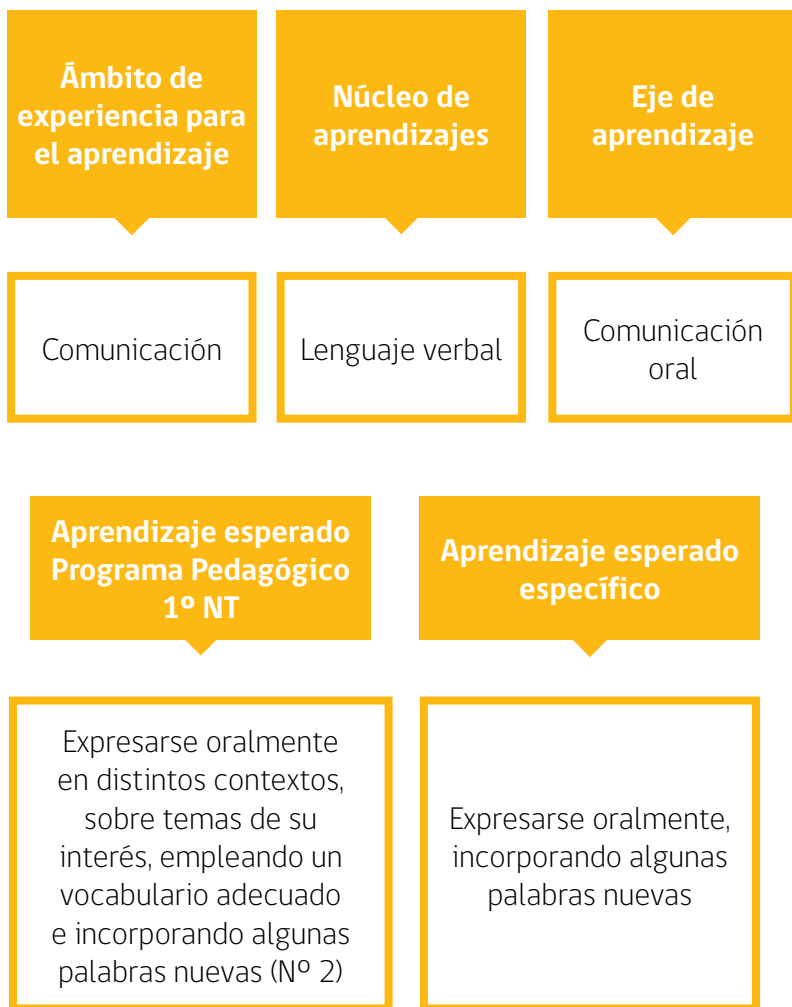 Ámbito de
experiencia para
el aprendizaje
Núcleo de
aprendizajes
Eje de
aprendizaje
Comunicación
Lenguaje verbal
Comunicación
oral
Aprendizaje esperado
Programa Pedagógico
1º NT
Aprendizaje esperado
específico
Expresarse oralmente
en distintos contextos,
sobre temas de su
interés, empleando un
vocabulario adecuado
e incorporando algunas
palabras nuevas (Nº 2)
Expresarse oralmente,
incorporando algunas
palabras nuevas